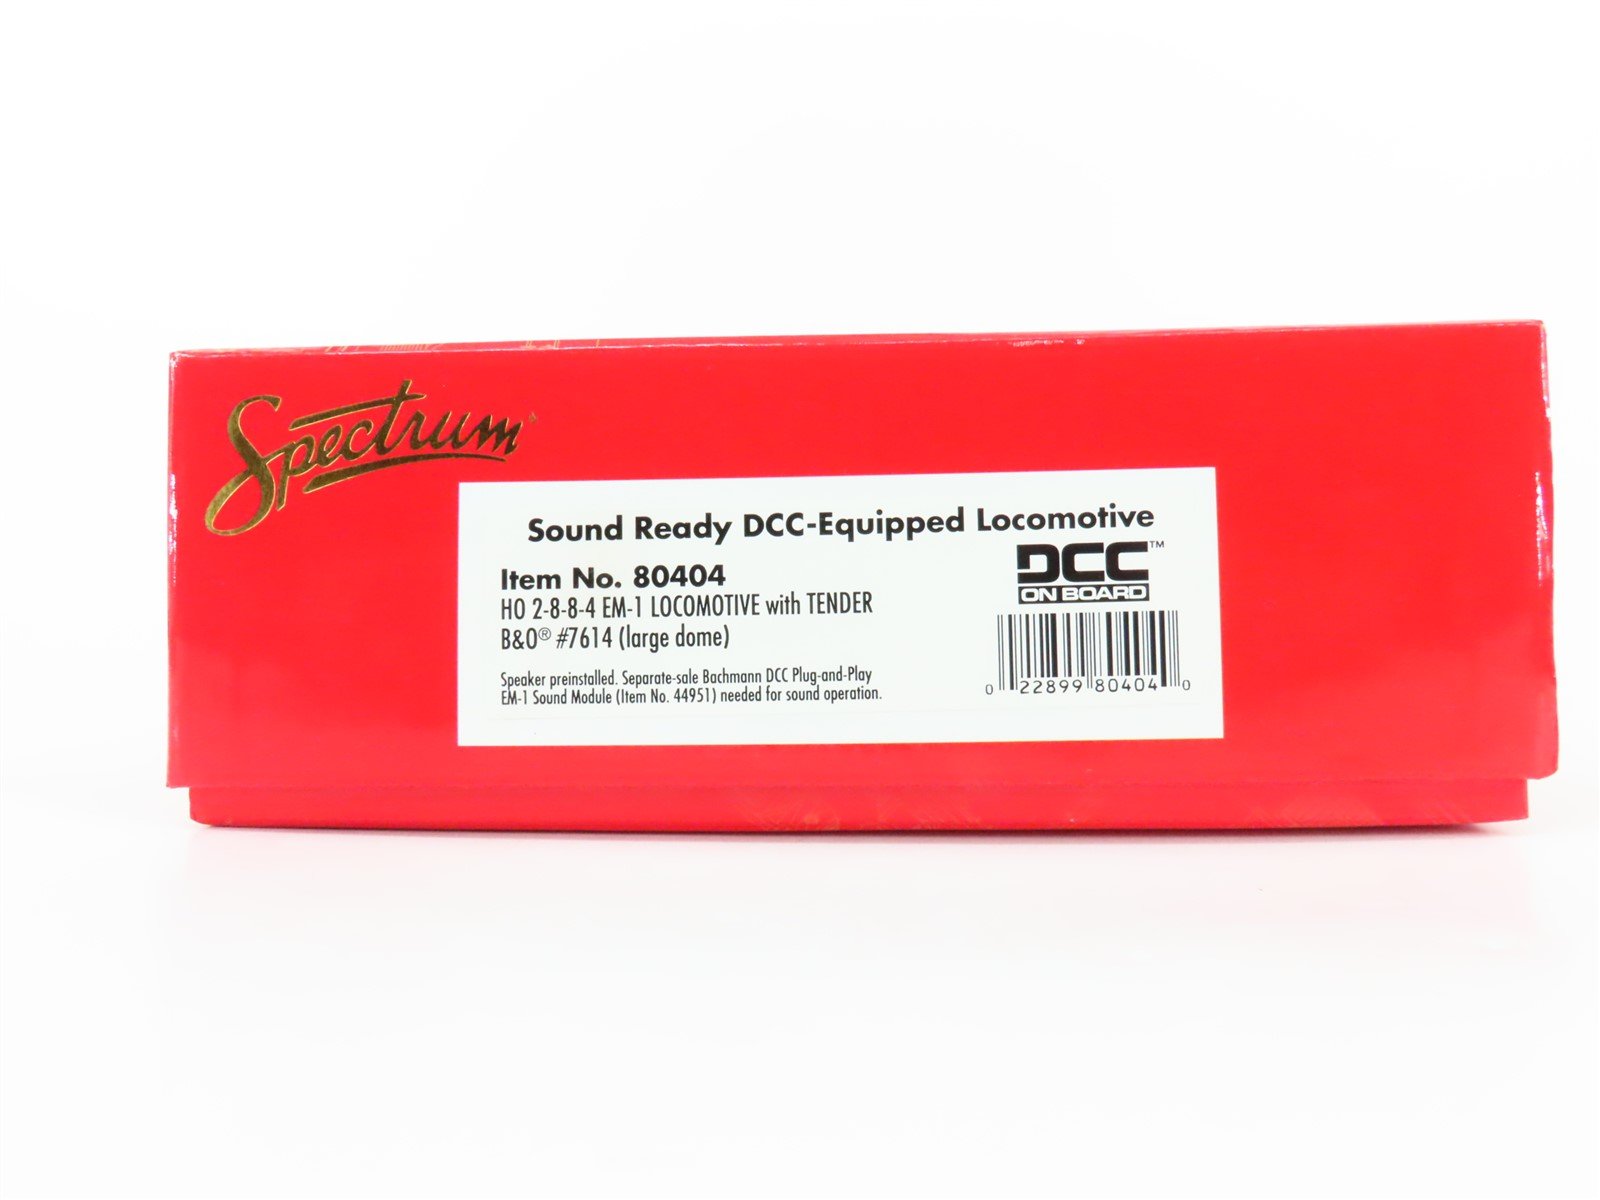 Spectrum
Sound Ready DCC-Equipped Locomotive
DCC™
ON BOARD
Item No. 80404
HO 2-8-8-4 EM-1 LOCOMOTIVE with TENDER
B&O® #7614 (large dome)
Speaker preinstalled. Separate-sale Bachmann DCC Plug-and-Play
EM-1 Sound Module (Item No. 44951) needed for sound operation.
0 22899 80404 0